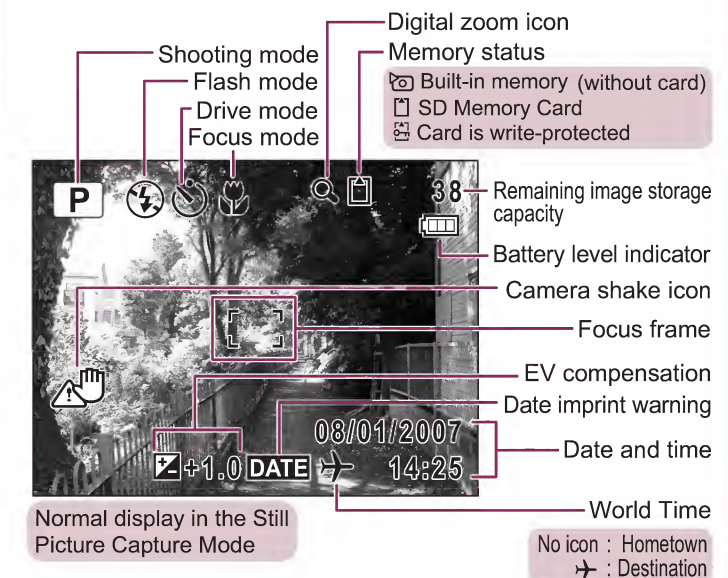 Digital zoom icon
Shooting mode
Memory status
Flash mode
Built-in memory (without card)
Drive mode
SD Memory Card
Focus mode
Card is write-protected
P
38
Remaining image storage
capacity
Battery level indicator
Camera shake icon
Focus frame
EV compensation
Date imprint warning
08/01/2007
Date and time
+1.0 DATE
14:25
World Time
Normal display in the Still
Picture Capture Mode
No icon : Hometown
: Destination